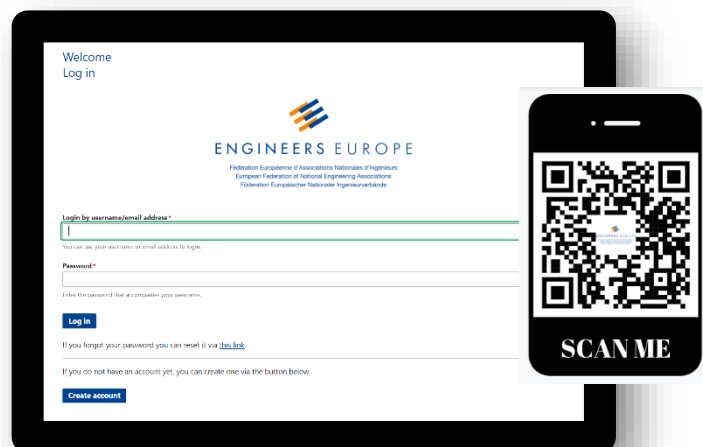 Welcome
Log in
ENGINEERS EUROPE
Fédération Européenne d'Associations Nationales d'Ingénieurs
European Federation of National Engineering Associations
Föderation Europäischer Nationaler Ingenieurverbände
Login by username/email address *
You can use your username or email address to login.
Password *
Enter the password that accompanies your username.
Log in
If you forgot your password you can reset it via this link.
If you do not have an account yet, you can create one via the button below.
Create account
ENGINEERS EUROPE
SCAN ME